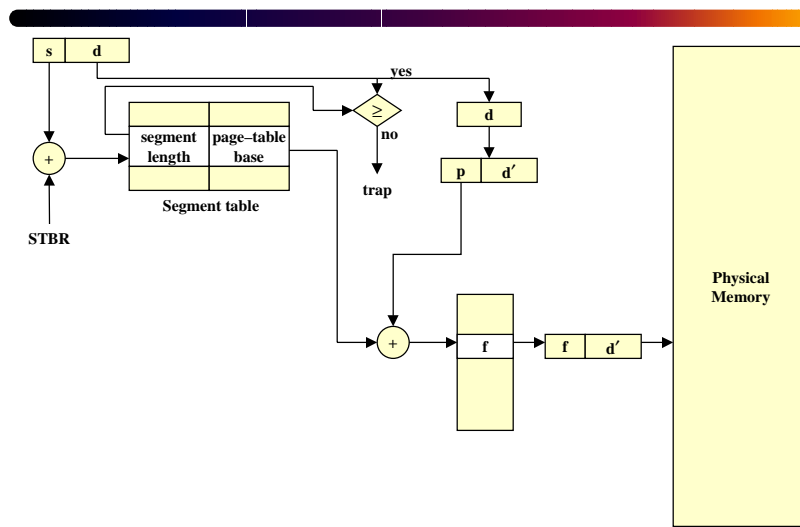 s d
yes
≥
d
no
segment length
page–table base
+
p d′
trap
Segment table
STBR
Physical Memory
+
f
f d′